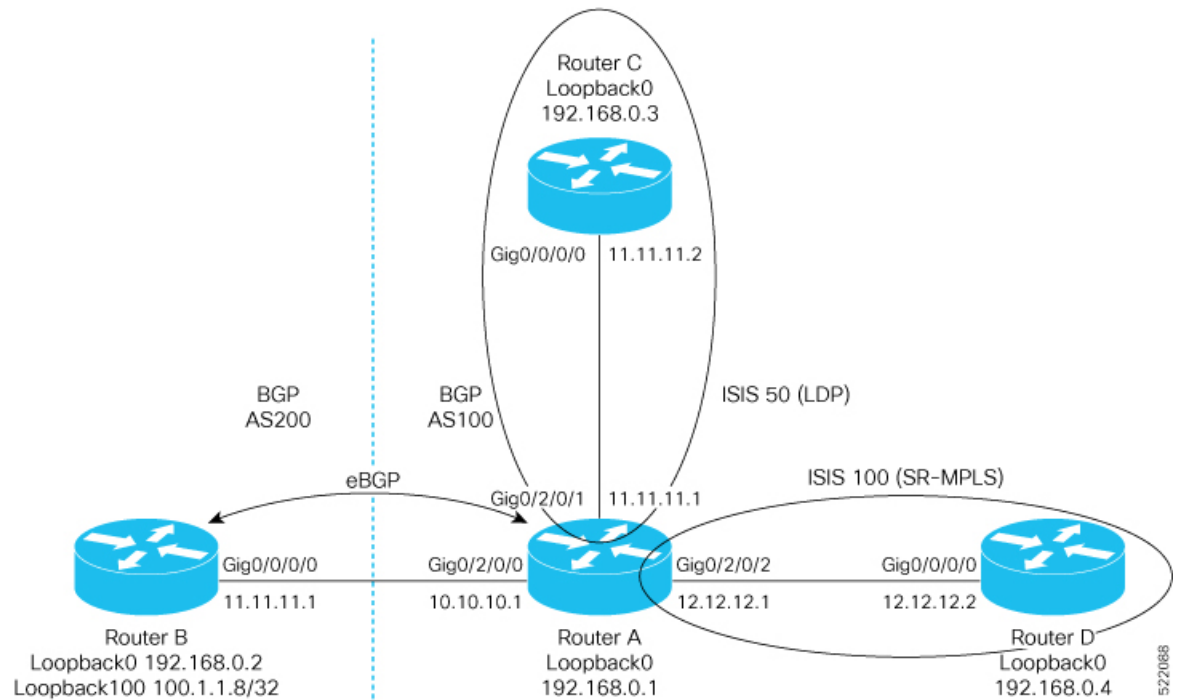 Router C
Loopback0
192.168.0.3
Gig0/0/0/0
11.11.11.2
BGP
AS200
BGP
AS100
ISIS 50 (LDP)
eBGP
Gig0/2/0/1
11.11.11.1
ISIS 100 (SR-MPLS)
Gig0/0/0/0
Gig0/2/0/0
Gig0/2/0/2
Gig0/0/0/0
11.11.11.1
10.10.10.1
12.12.12.1
12.12.12.2
Router B
Loopback0 192.168.0.2
Loopback100 100.1.1.8/32
Router A
Loopback0
192.168.0.1
Router D
Loopback0
192.168.0.4
522088